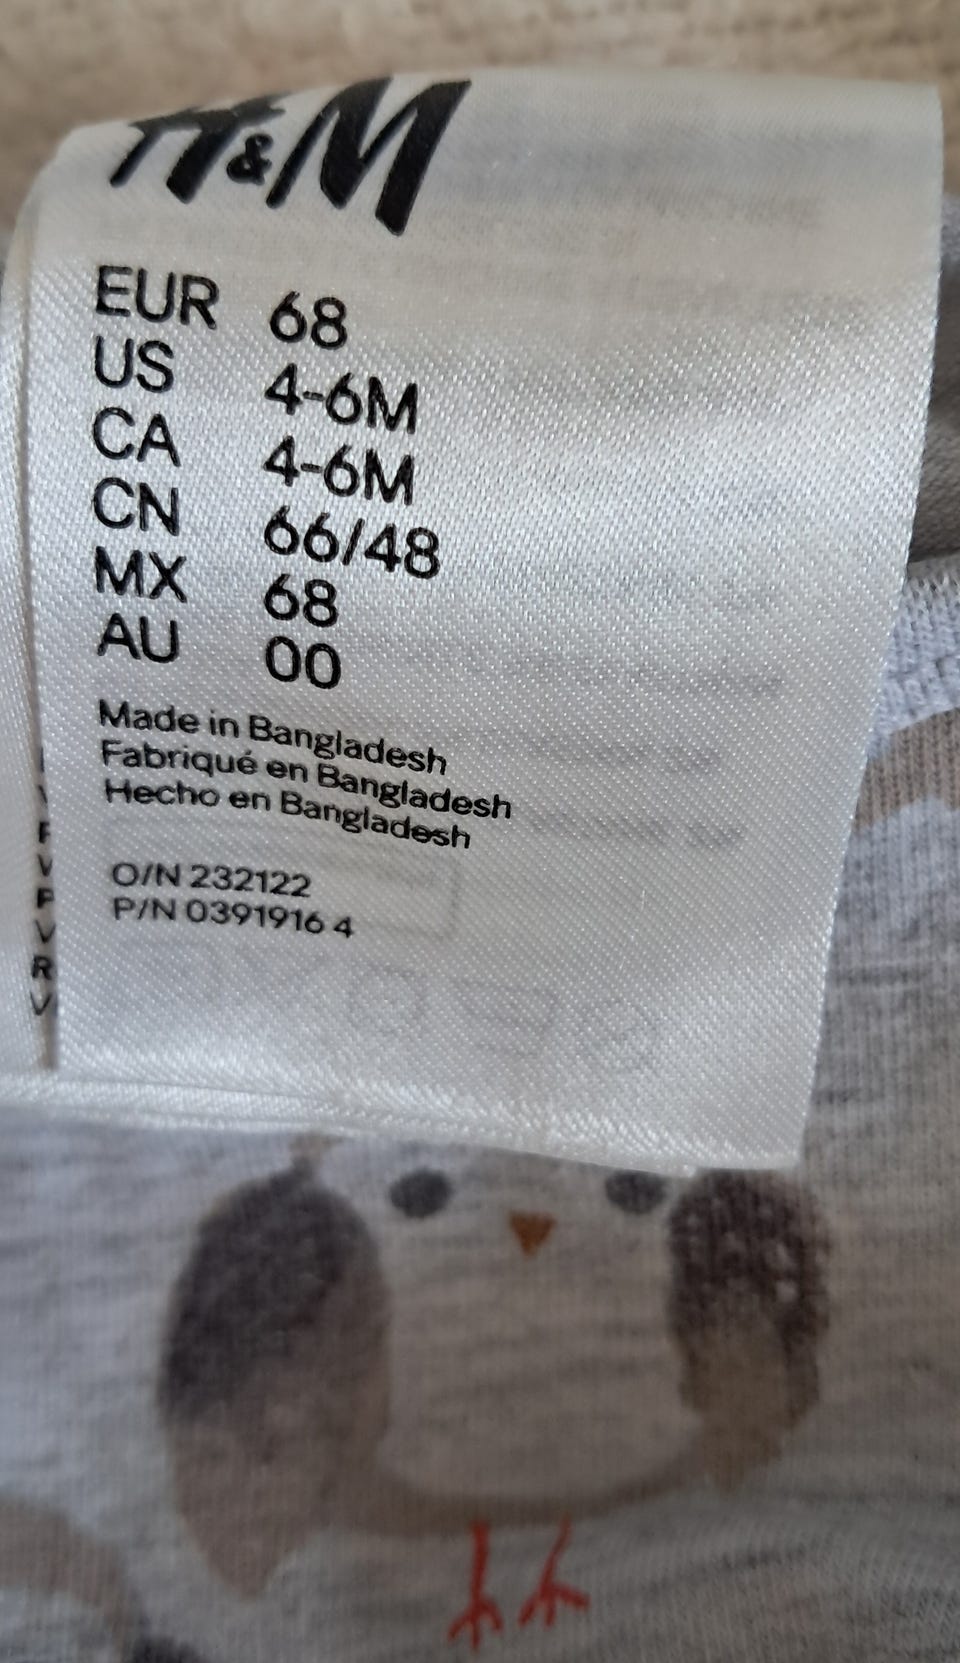 H&M
EUR 68
US 4-6M
CA 4-6M
CN 66/48
MX 68
AU 00
Made in Bangladesh
Fabriqué en Bangladesh
Hecho en Bangladesh
O/N 232122
P/N 0391916 4